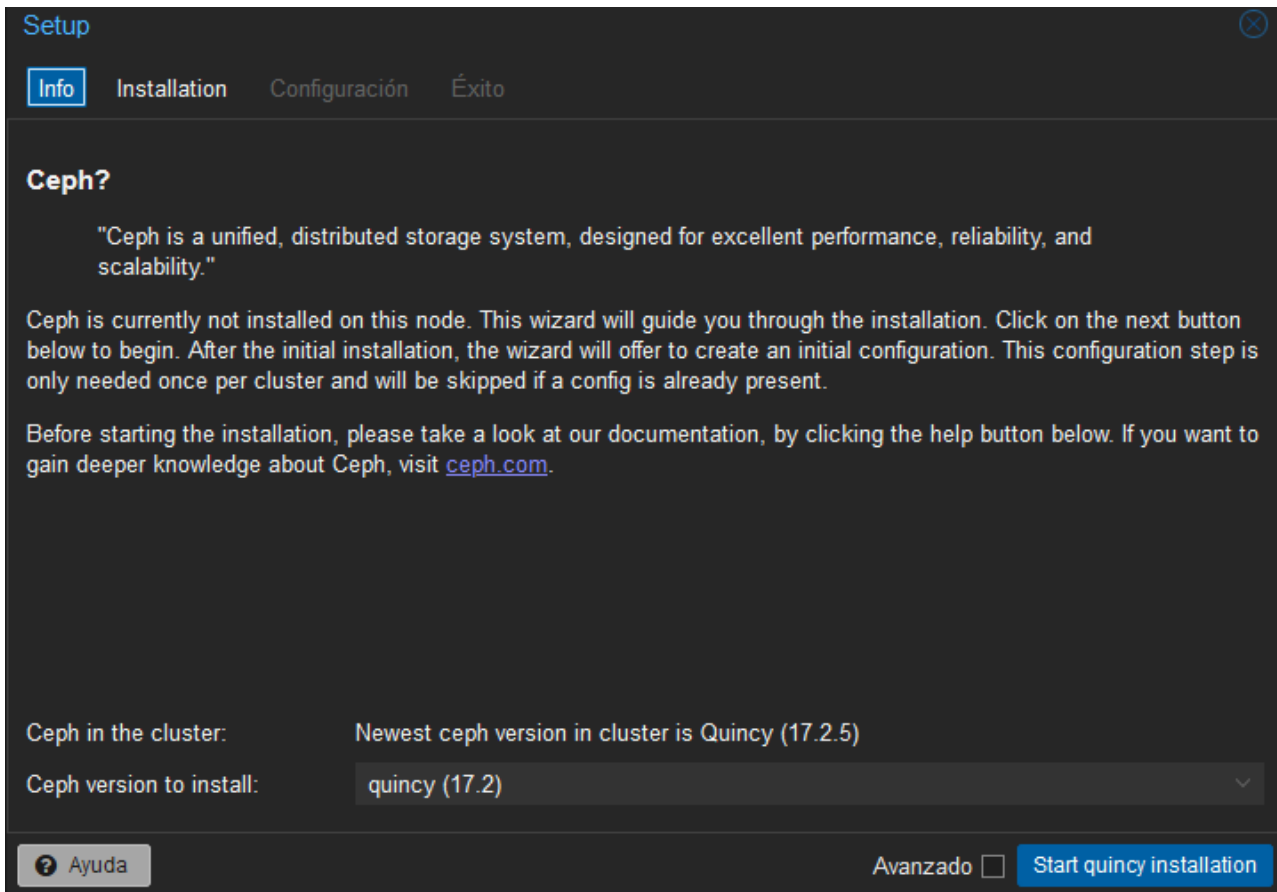 Setup
Info Installation Configuración Éxito
Ceph?
"Ceph is a unified, distributed storage system, designed for excellent performance, reliability, and
scalability."
Ceph is currently not installed on this node. This wizard will guide you through the installation. Click on the next button
below to begin. After the initial installation, the wizard will offer to create an initial configuration. This configuration step is
only needed once per cluster and will be skipped if a config is already present.
Before starting the installation, please take a look at our documentation, by clicking the help button below. If you want to
gain deeper knowledge about Ceph, visit ceph.com.
Ceph in the cluster: Newest ceph version in cluster is Quincy (17.2.5)
Ceph version to install: quincy (17.2)
Ayuda Avanzado Start quincy installation